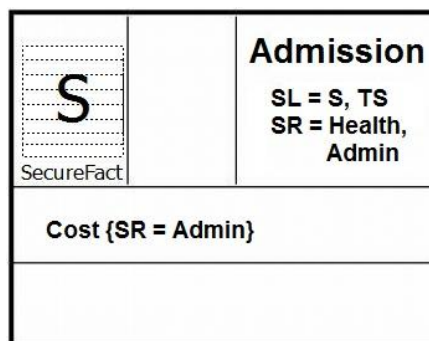 Admission
S
SL = S, TS
SR = Health,
Admin
SecureFact
Cost {SR = Admin}